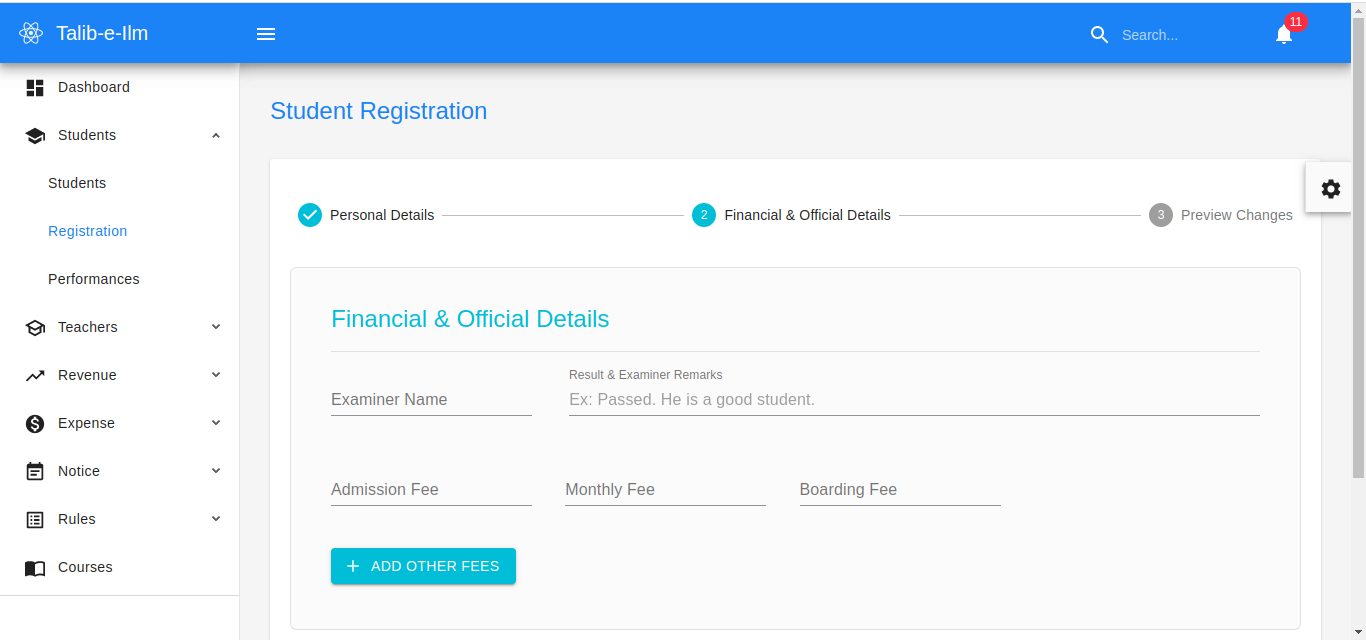 Talib-e-Ilm
Search...
11
Dashboard
Students
Students
Registration
Performances
Teachers
Revenue
Expense
Notice
Rules
Courses
Student Registration
Personal Details
2 Financial & Official Details
3 Preview Changes
Financial & Official Details
Result & Examiner Remarks
Examiner Name
Ex: Passed. He is a good student.
Admission Fee
Monthly Fee
Boarding Fee
ADD OTHER FEES